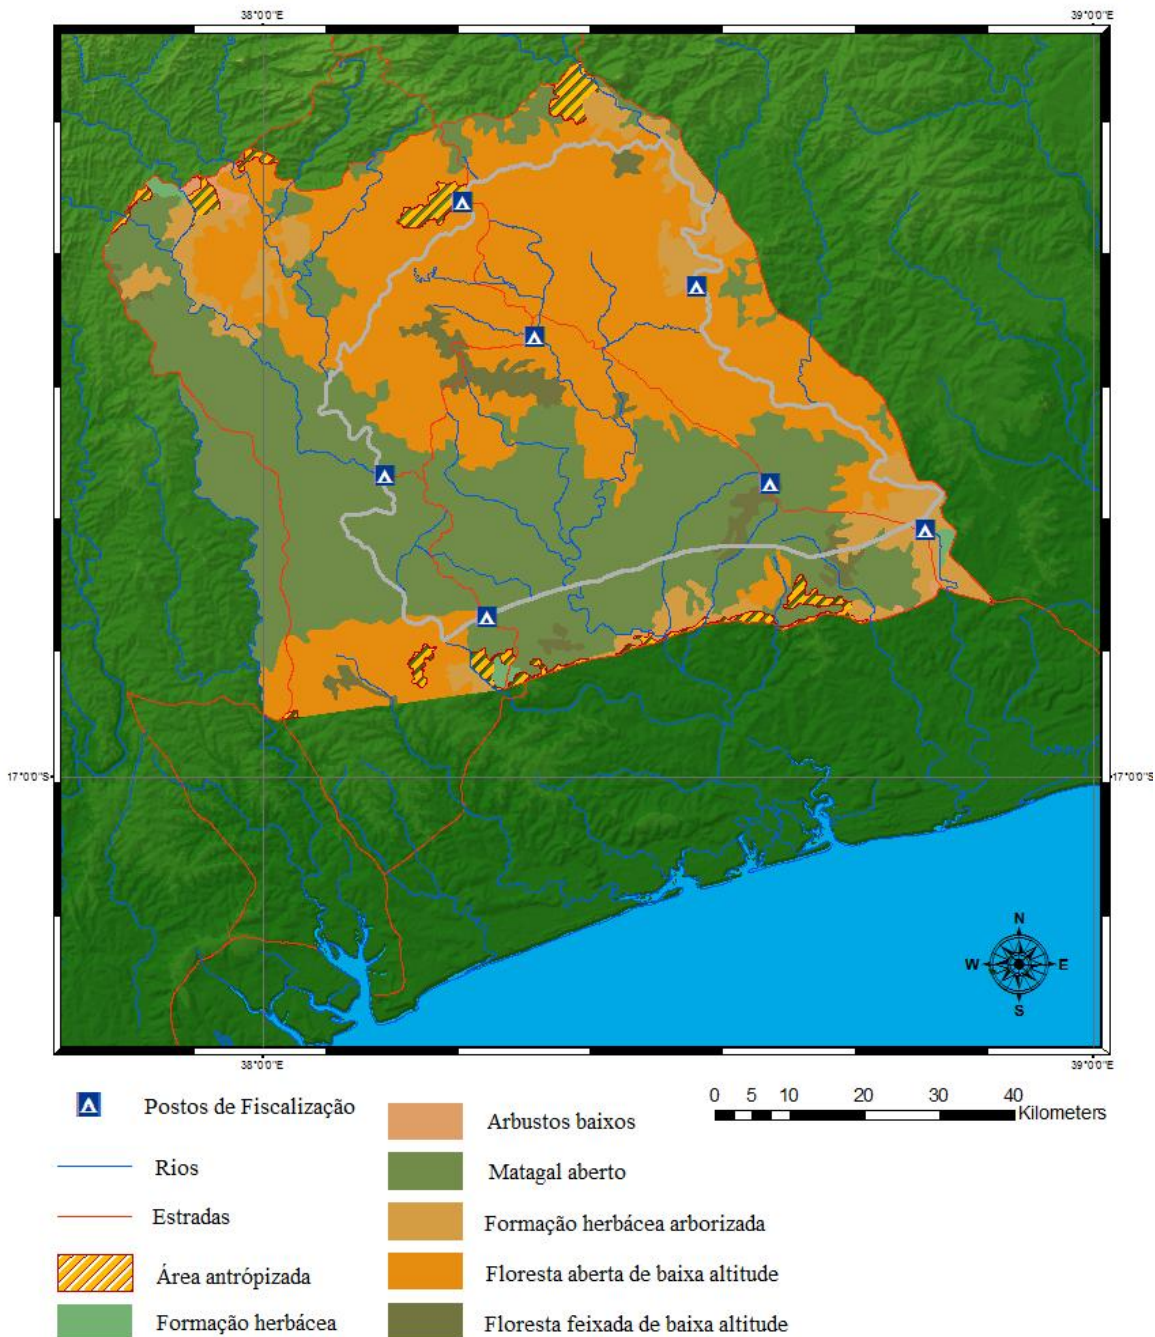 38°0'0"E
39°0'0"E
17°0'0"S
17°0'0"S
N
W
E
S
38°0'0"E
39°0'0"E
Postos de Fiscalização
Rios
Estradas
Área antrópizada
Formação herbácea
Arbustos baixos
Matagal aberto
Formação herbácea arborizada
Floresta aberta de baixa altitude
Floresta feixada de baixa altitude
0 5 10 20 30 40
Kilometers